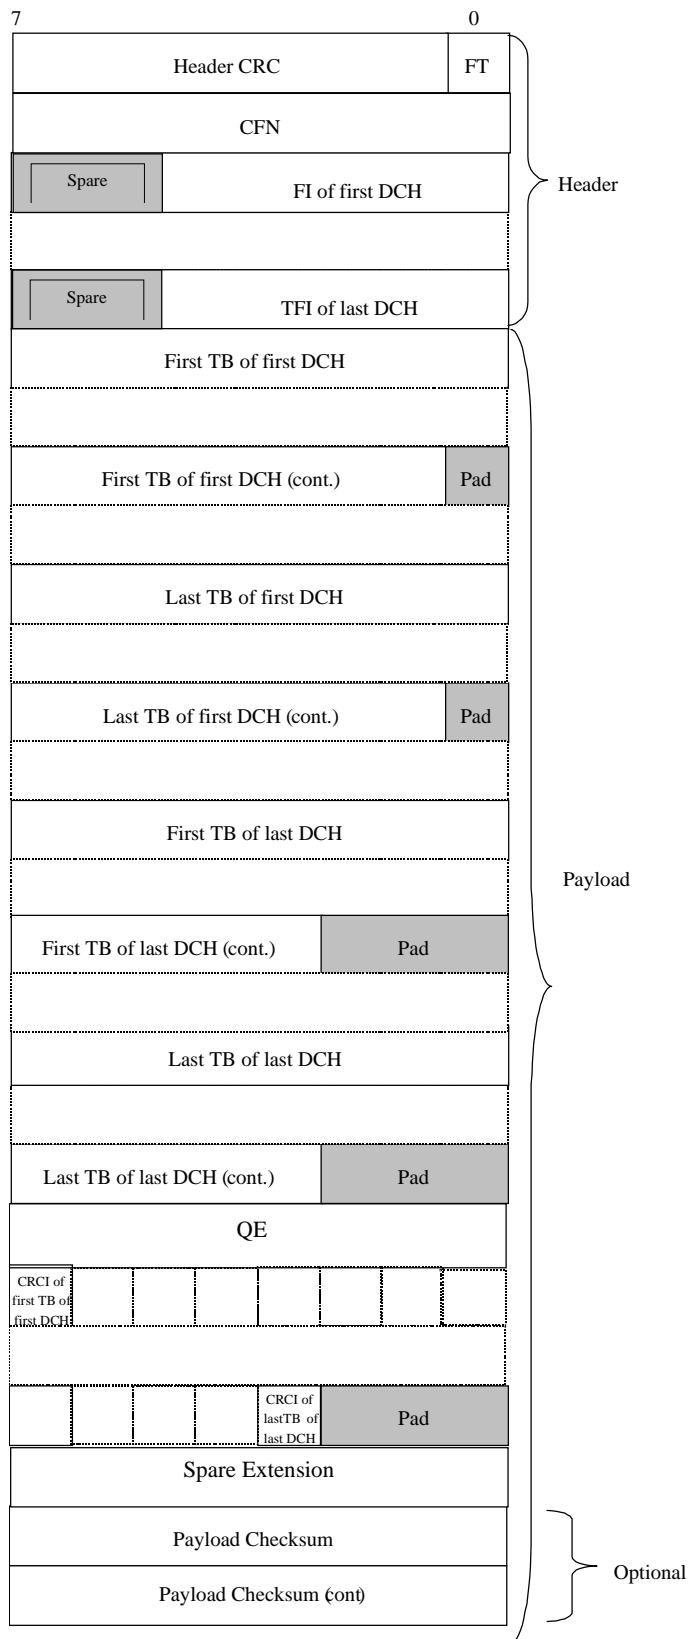 7 0
Header CRC FT
CFN
Spare FI of first DCH
Header
Spare TFI of last DCH
First TB of first DCH
First TB of first DCH (cont.) Pad
Last TB of first DCH
Last TB of first DCH (cont.) Pad
First TB of last DCH
Payload
First TB of last DCH (cont.) Pad
Last TB of last DCH
Last TB of last DCH (cont.) Pad
QE
CRCI of
first TB of
first DCH
CRCI of
lastTB of
last DCH
Pad
Spare Extension
Payload Checksum
Optional
Payload Checksum (cont)